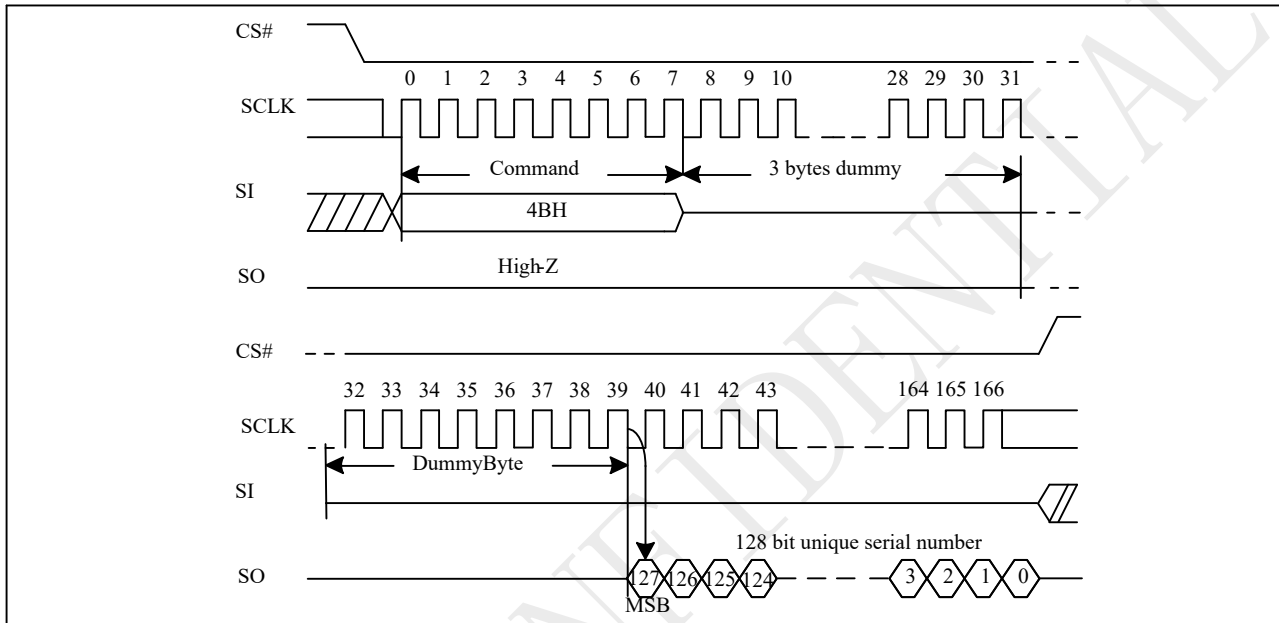 CS#
0 1 2 3 4 5 6 7 8 9 10 28 29 30 31
SCLK
Command 3 bytes dummy
SI
4BH
High-Z
SO
CS#
32 33 34 35 36 37 38 39 40 41 42 43 164 165 166
SCLK
DummyByte
SI
128 bit unique serial number
SO 127 126 125 124 3 2 1 0
MSB
NFIDENTIAL